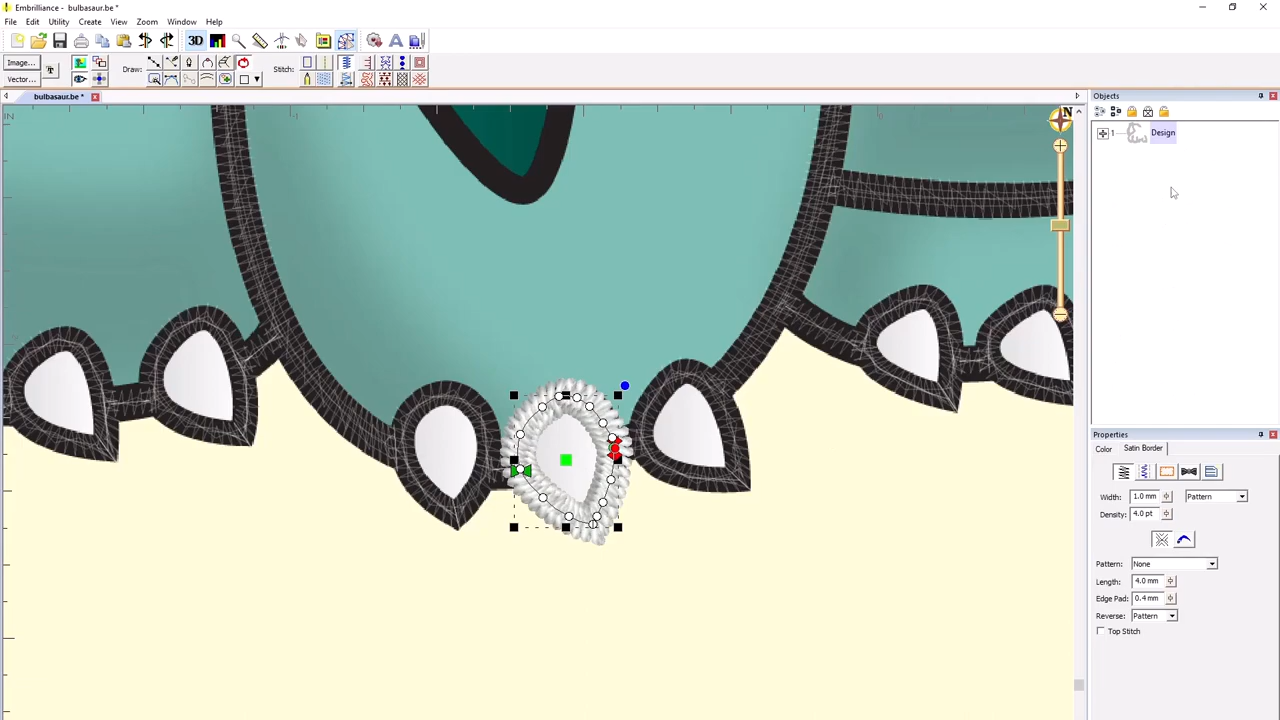 Embrilliance - bulbasaur.be *
File Edit Utility Create View Zoom Window Help
3D
Image... Draw: Stitch:
Vector...
bulbasaur.be *
Objects
IN
N
1 Design
Properties
Color Satin Border
Width: 1.0 mm Pattern
Density: 4.0 pt
Pattern: None
Length: 4.0 mm
Edge Pad: 0.4 mm
Reverse: Pattern
Top Stitch